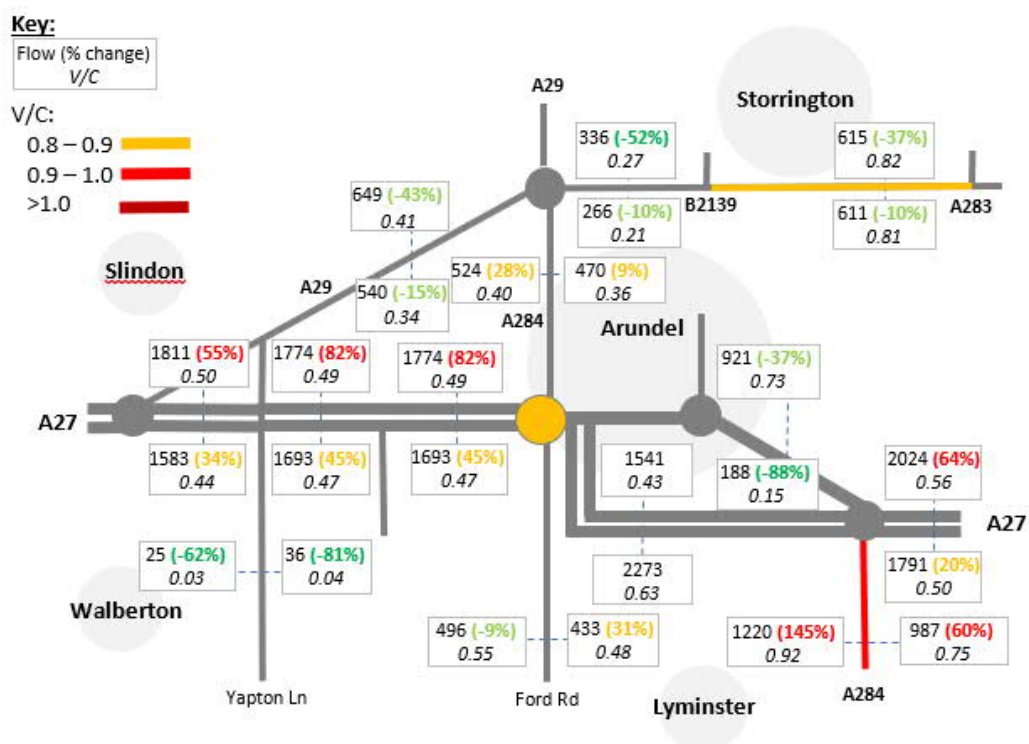 Key:
Flow (% change)
V/C
V/C:
0.8 – 0.9
0.9 – 1.0
>1.0
A29
Storrington
336 (-52%)
0.27
615 (-37%)
0.82
649 (-43%)
0.41
266 (-10%)
0.21
B2139
611 (-10%)
0.81
A283
Slindon
A29
540 (-15%)
0.34
524 (28%)
0.40
470 (9%)
0.36
A284
Arundel
1811 (55%)
0.50
1774 (82%)
0.49
1774 (82%)
0.49
921 (-37%)
0.73
A27
1583 (34%)
0.44
1693 (45%)
0.47
1693 (45%)
0.47
1541
0.43
188 (-88%)
0.15
2024 (64%)
0.56
A27
25 (-62%)
0.03
36 (-81%)
0.04
2273
0.63
1791 (20%)
0.50
Walberton
496 (-9%)
0.55
433 (31%)
0.48
1220 (145%)
0.92
987 (60%)
0.75
Yapton Ln
Ford Rd
Lyminster
A284